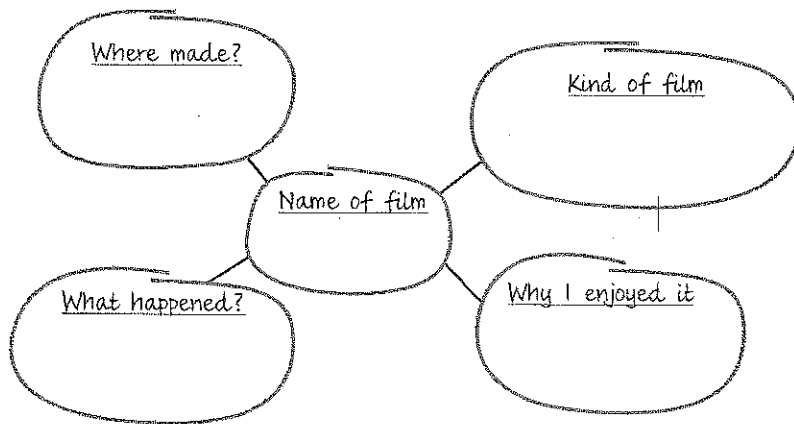 Where made?
Kind of film
Name of film
What happened?
Why I enjoyed it